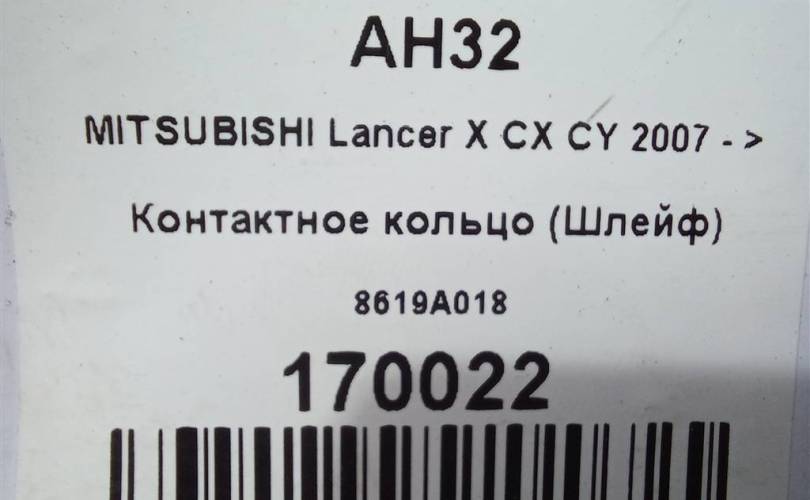 AH32
MITSUBISHI Lancer X CX CY 2007 - >
Контактное кольцо (Шлейф)
8619A018
170022